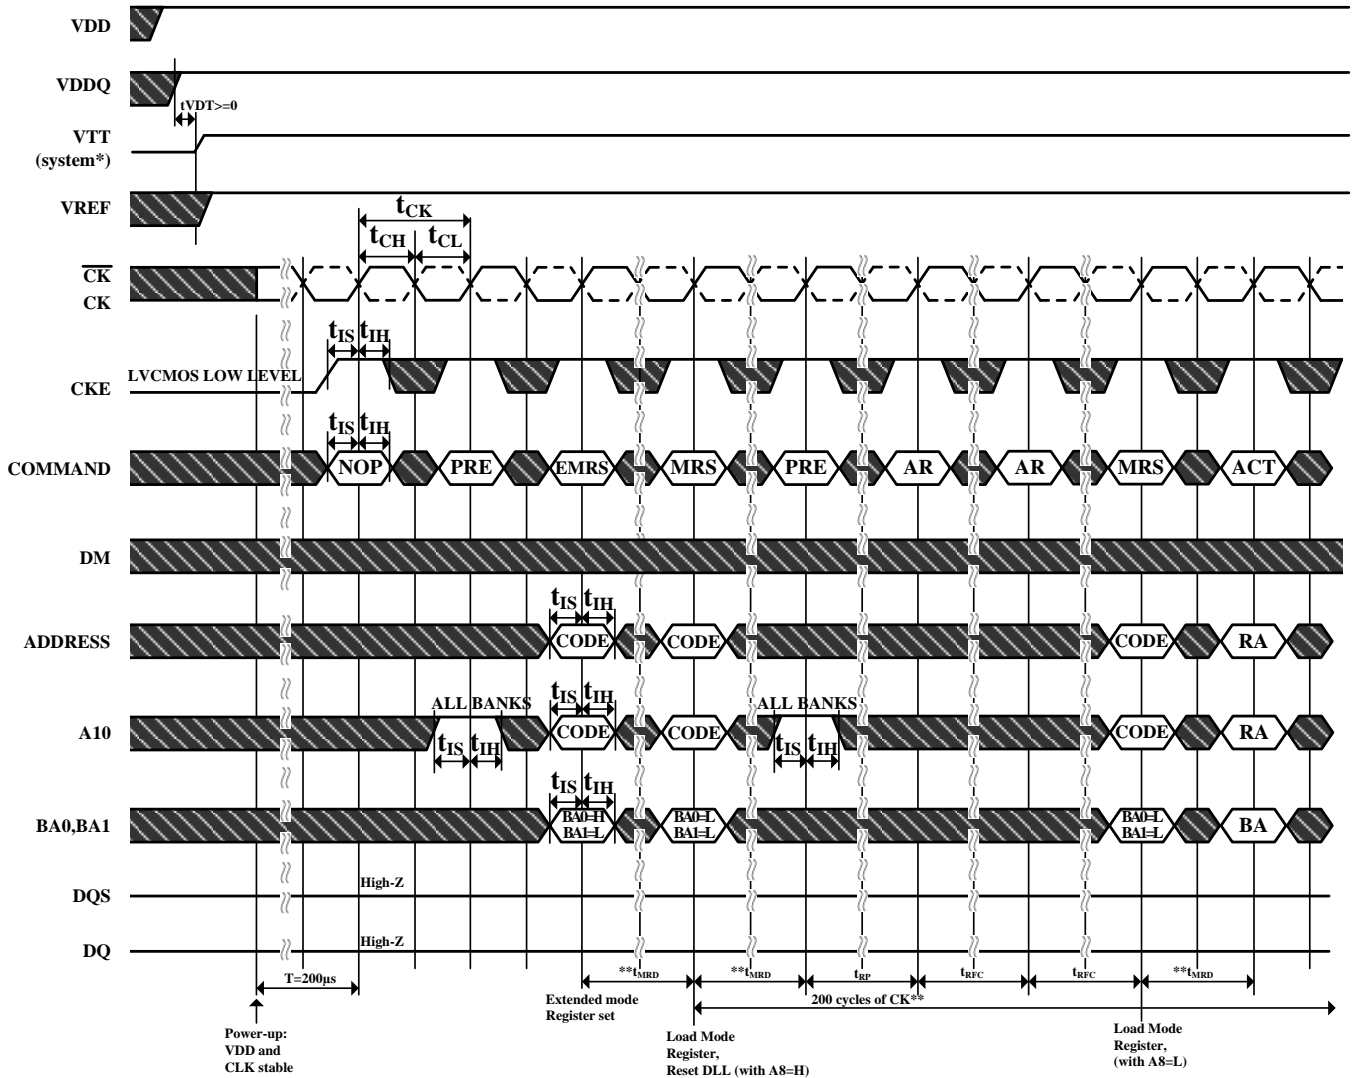 VDD
VDDQ
tVDT>=0
VTT
(system*)
VREF
tCK
tCH tCL
CK
CK
tIS tIH
LVCMOS LOW LEVEL
CKE
tIS tIH
COMMAND NOP PRE EMRS MRS PRE AR AR MRS ACT
DM
tIS tIH
ADDRESS CODE CODE CODE RA
ALL BANKS tIS tIH ALL BANKS
A10 CODE CODE CODE RA
tIS tIH tIS tIH
tIS tIH
BA0,BA1 BA0=H BA1=L BA0=L BA1=L BA0=L BA1=L BA
High-Z
DQS
High-Z
DQ
T=200µs **tMRD **tMRD tRP tRFC tRFC **tMRD
Extended mode
Register set
200 cycles of CK**
Power-up:
VDD and
CLK stable
Load Mode
Register,
Reset DLL (with A8=H)
Load Mode
Register,
(with A8=L)